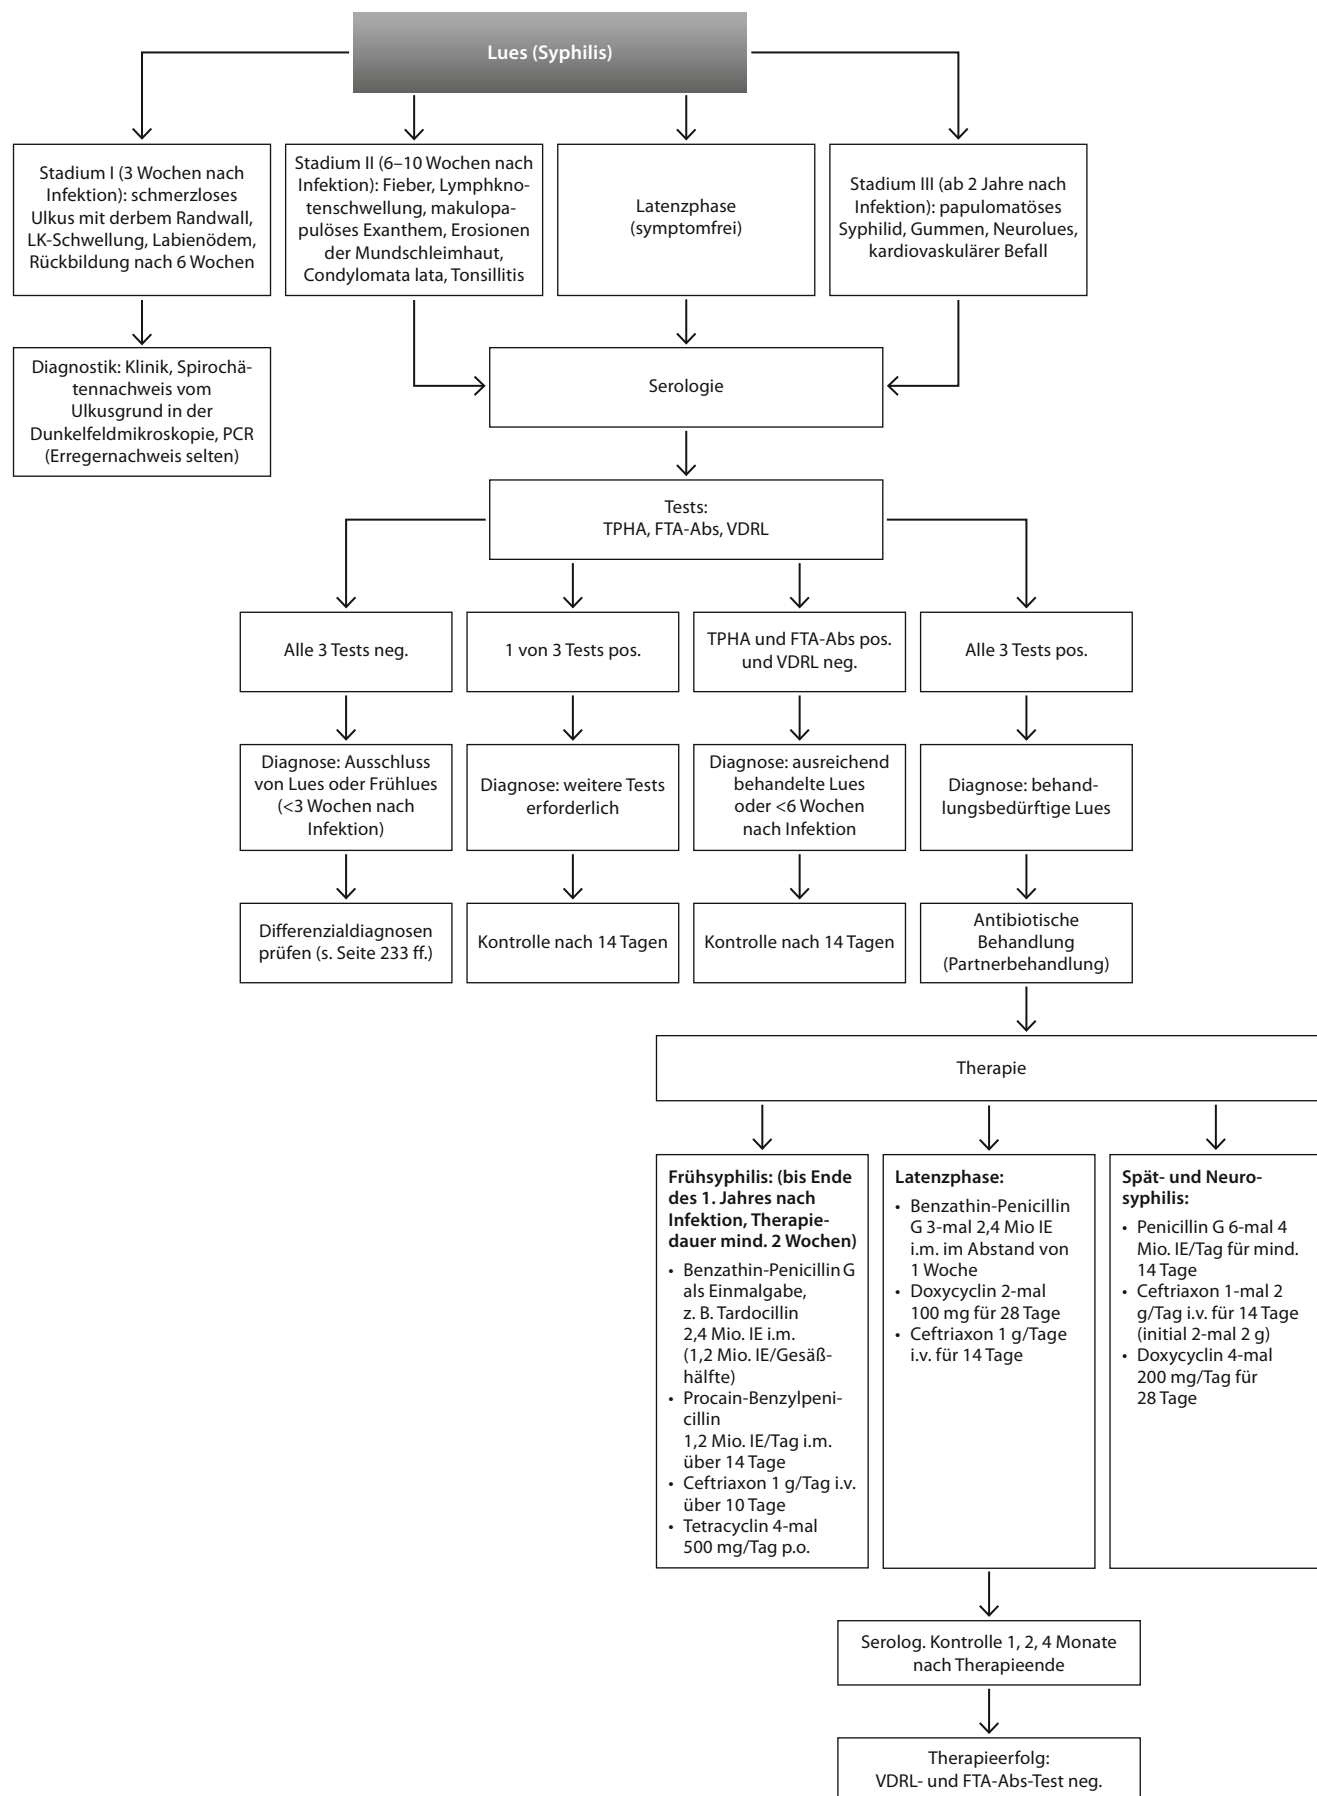 Lues (Syphilis)
Stadium I (3 Wochen nach
Infektion): schmerzloses
Ulkus mit derbem Randwall,
LK-Schwellung, Labienödem,
Rückbildung nach 6 Wochen
Stadium II (6–10 Wochen nach
Infektion): Fieber, Lymphkno-
tenschwellung, makulopa-
pulöses Exanthem, Erosionen
der Mundschleimhaut,
Condylomata lata, Tonsillitis
Latenzphase
(symptomfrei)
Stadium III (ab 2 Jahre nach
Infektion): papulomatöses
Syphilid, Gummen, Neurolues,
kardiovaskulärer Befall
Diagnostik: Klinik, Spirochä-
tennachweis vom
Ulkusgrund in der
Dunkelfeldmikroskopie, PCR
(Erregernachweis selten)
Serologie
Tests:
TPHA, FTA-Abs, VDRL
Alle 3 Tests neg.
1 von 3 Tests pos.
TPHA und FTA-Abs pos.
und VDRL neg.
Alle 3 Tests pos.
Diagnose: Ausschluss
von Lues oder Frühlues
(<3 Wochen nach
Infektion)
Diagnose: weitere Tests
erforderlich
Diagnose: ausreichend
behandelte Lues
oder <6 Wochen
nach Infektion
Diagnose: behand-
lungsbedürftige Lues
Differenzialdiagnosen
prüfen (s. Seite 233 ff.)
Kontrolle nach 14 Tagen
Kontrolle nach 14 Tagen
Antibiotische
Behandlung
(Partnerbehandlung)
Therapie
Frühsyphilis: (bis Ende
des 1. Jahres nach
Infektion, Therapie-
dauer mind. 2 Wochen)
• Benzathin-Penicillin G
als Einmalgabe,
z. B. Tardocillin
2,4 Mio. IE i.m.
(1,2 Mio. IE/Gesäß-
hälfte)
• Procain-Benzylpeni-
cillin
1,2 Mio. IE/Tag i.m.
über 14 Tage
• Ceftriaxon 1 g/Tag i.v.
über 10 Tage
• Tetracyclin 4-mal
500 mg/Tag p.o.
Latenzphase:
• Benzathin-Penicillin
G 3-mal 2,4 Mio IE
i.m. im Abstand von
1 Woche
• Doxycyclin 2-mal
100 mg für 28 Tage
• Ceftriaxon 1 g/Tage
i.v. für 14 Tage
Spät- und Neuro-
syphilis:
• Penicillin G 6-mal 4
Mio. IE/Tag für mind.
14 Tage
• Ceftriaxon 1-mal 2
g/Tag i.v. für 14 Tage
(initial 2-mal 2 g)
• Doxycyclin 4-mal
200 mg/Tag für
28 Tage
Serolog. Kontrolle 1, 2, 4 Monate
nach Therapieende
Therapieerfolg:
VDRL- und FTA-Abs-Test neg.